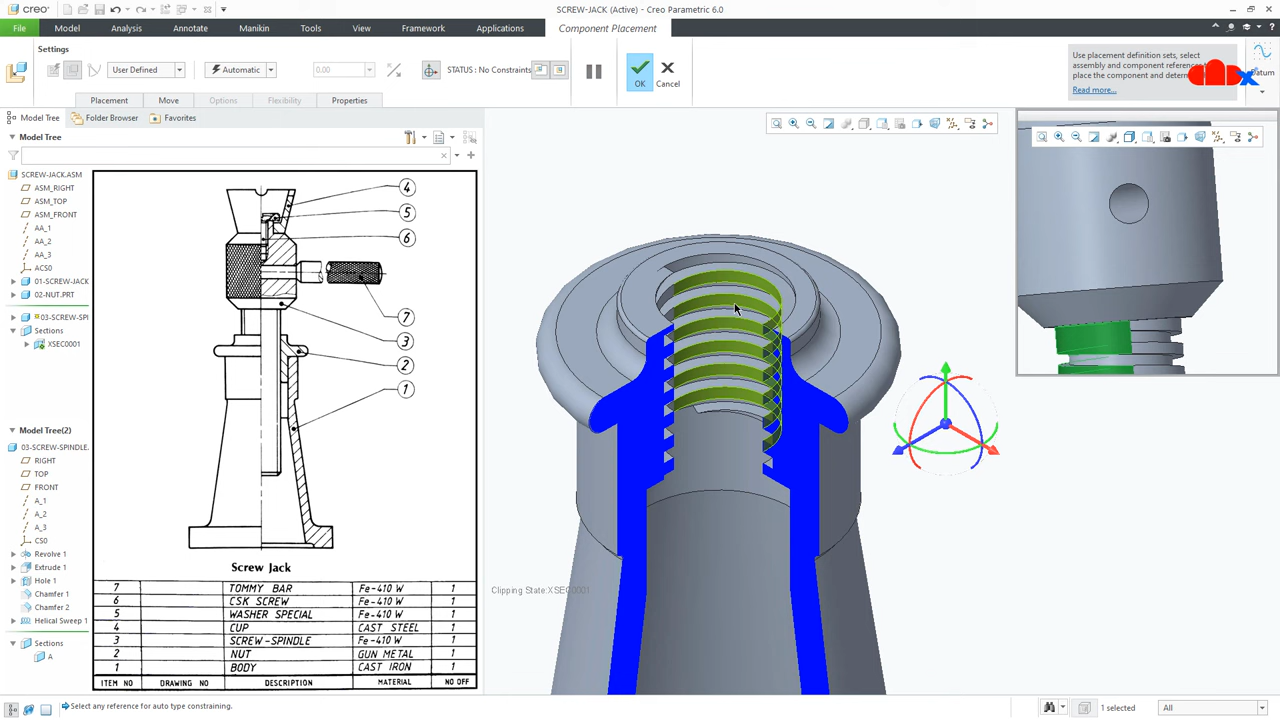 creo
SCREW-JACK (Active) - Creo Parametric 6.0
File
Model
Analysis
Annotate
Manikin
Tools
View
Framework
Applications
Component Placement
Settings
User Defined
Automatic
0.00
STATUS : No Constraints
OK
Cancel
Use placement definition sets, select
assembly and component referenc
place the component and determ
Read more...
Datum
Placement
Move
Options
Flexibility
Properties
Model Tree
Folder Browser
Favorites
Model Tree
SCREW-JACK.ASM
ASM_RIGHT
ASM_TOP
ASM_FRONT
AA_1
AA_2
AA_3
ACS0
01-SCREW-JACK
02-NUT.PRT
*03-SCREW-SPI
Sections
XSEC0001
Model Tree(2)
03-SCREW-SPINDLE.
RIGHT
TOP
FRONT
A_1
A_2
A_3
CS0
Revolve 1
Extrude 1
Hole 1
Chamfer 1
Chamfer 2
Helical Sweep 1
Sections
A
4
5
6
7
3
2
1
Screw Jack
7 TOMMY BAR Fe-410 W 1
6 CSK SCREW Fe-410 W 1
5 WASHER SPECIAL Fe-410 W 1
4 CUP CAST STEEL 1
3 SCREW-SPINDLE Fe-410 W 1
2 NUT GUN METAL 1
1 BODY CAST IRON 1
ITEM NO DRAWING NO DESCRIPTION MATERIAL NO OFF
Clipping State:XSEC0001
Select any reference for auto type constraining.
1 selected
All